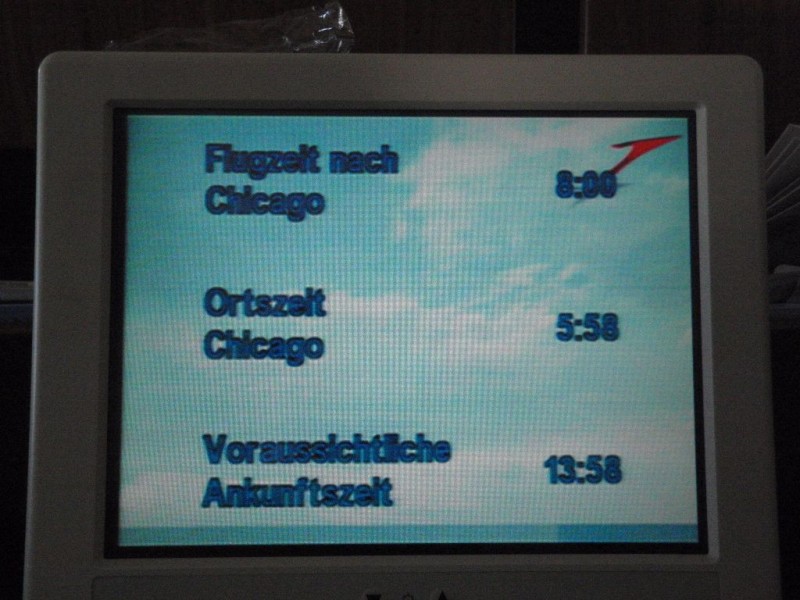 Flugzeit nach
Chicago
8:00
Ortszeit
Chicago
5:58
Voraussichtliche
Ankunftszeit
13:58